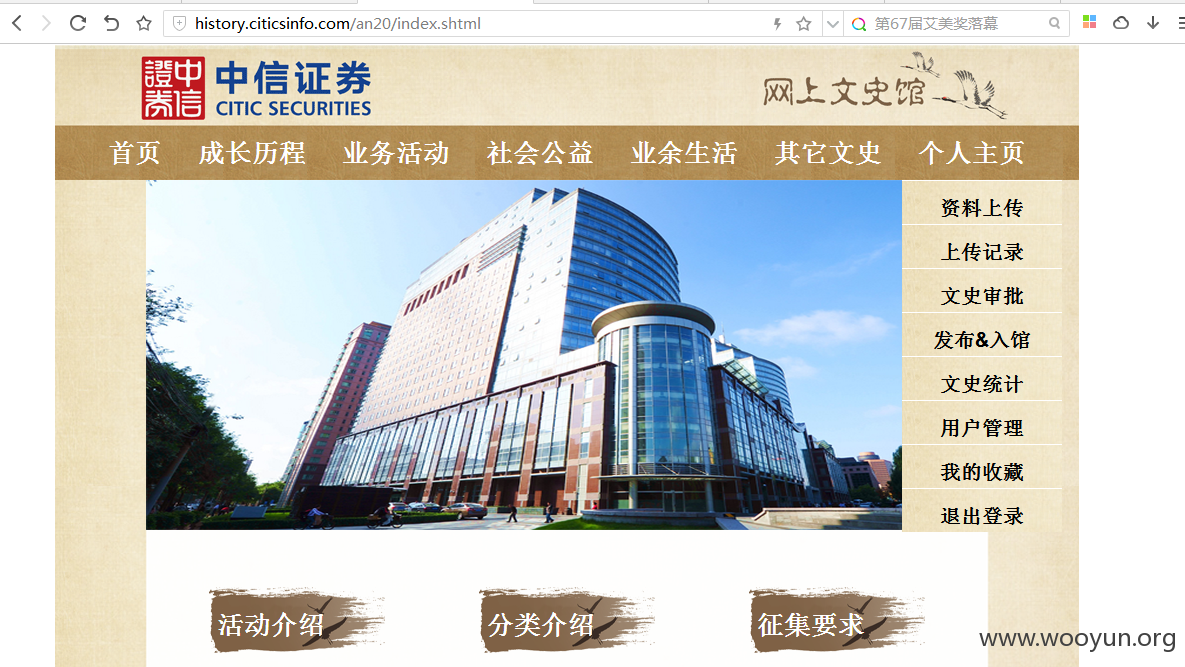 history.citicsinfo.com/an20/index.shtml
第67届艾美奖落幕
中信證券
中信证券
CITIC SECURITIES
网上文史馆
首页 成长历程 业务活动 社会公益 业余生活 其它文史 个人主页
资料上传
上传记录
文史审批
发布&入馆
文史统计
用户管理
我的收藏
退出登录
活动介绍 分类介绍 征集要求
www.wooyun.org